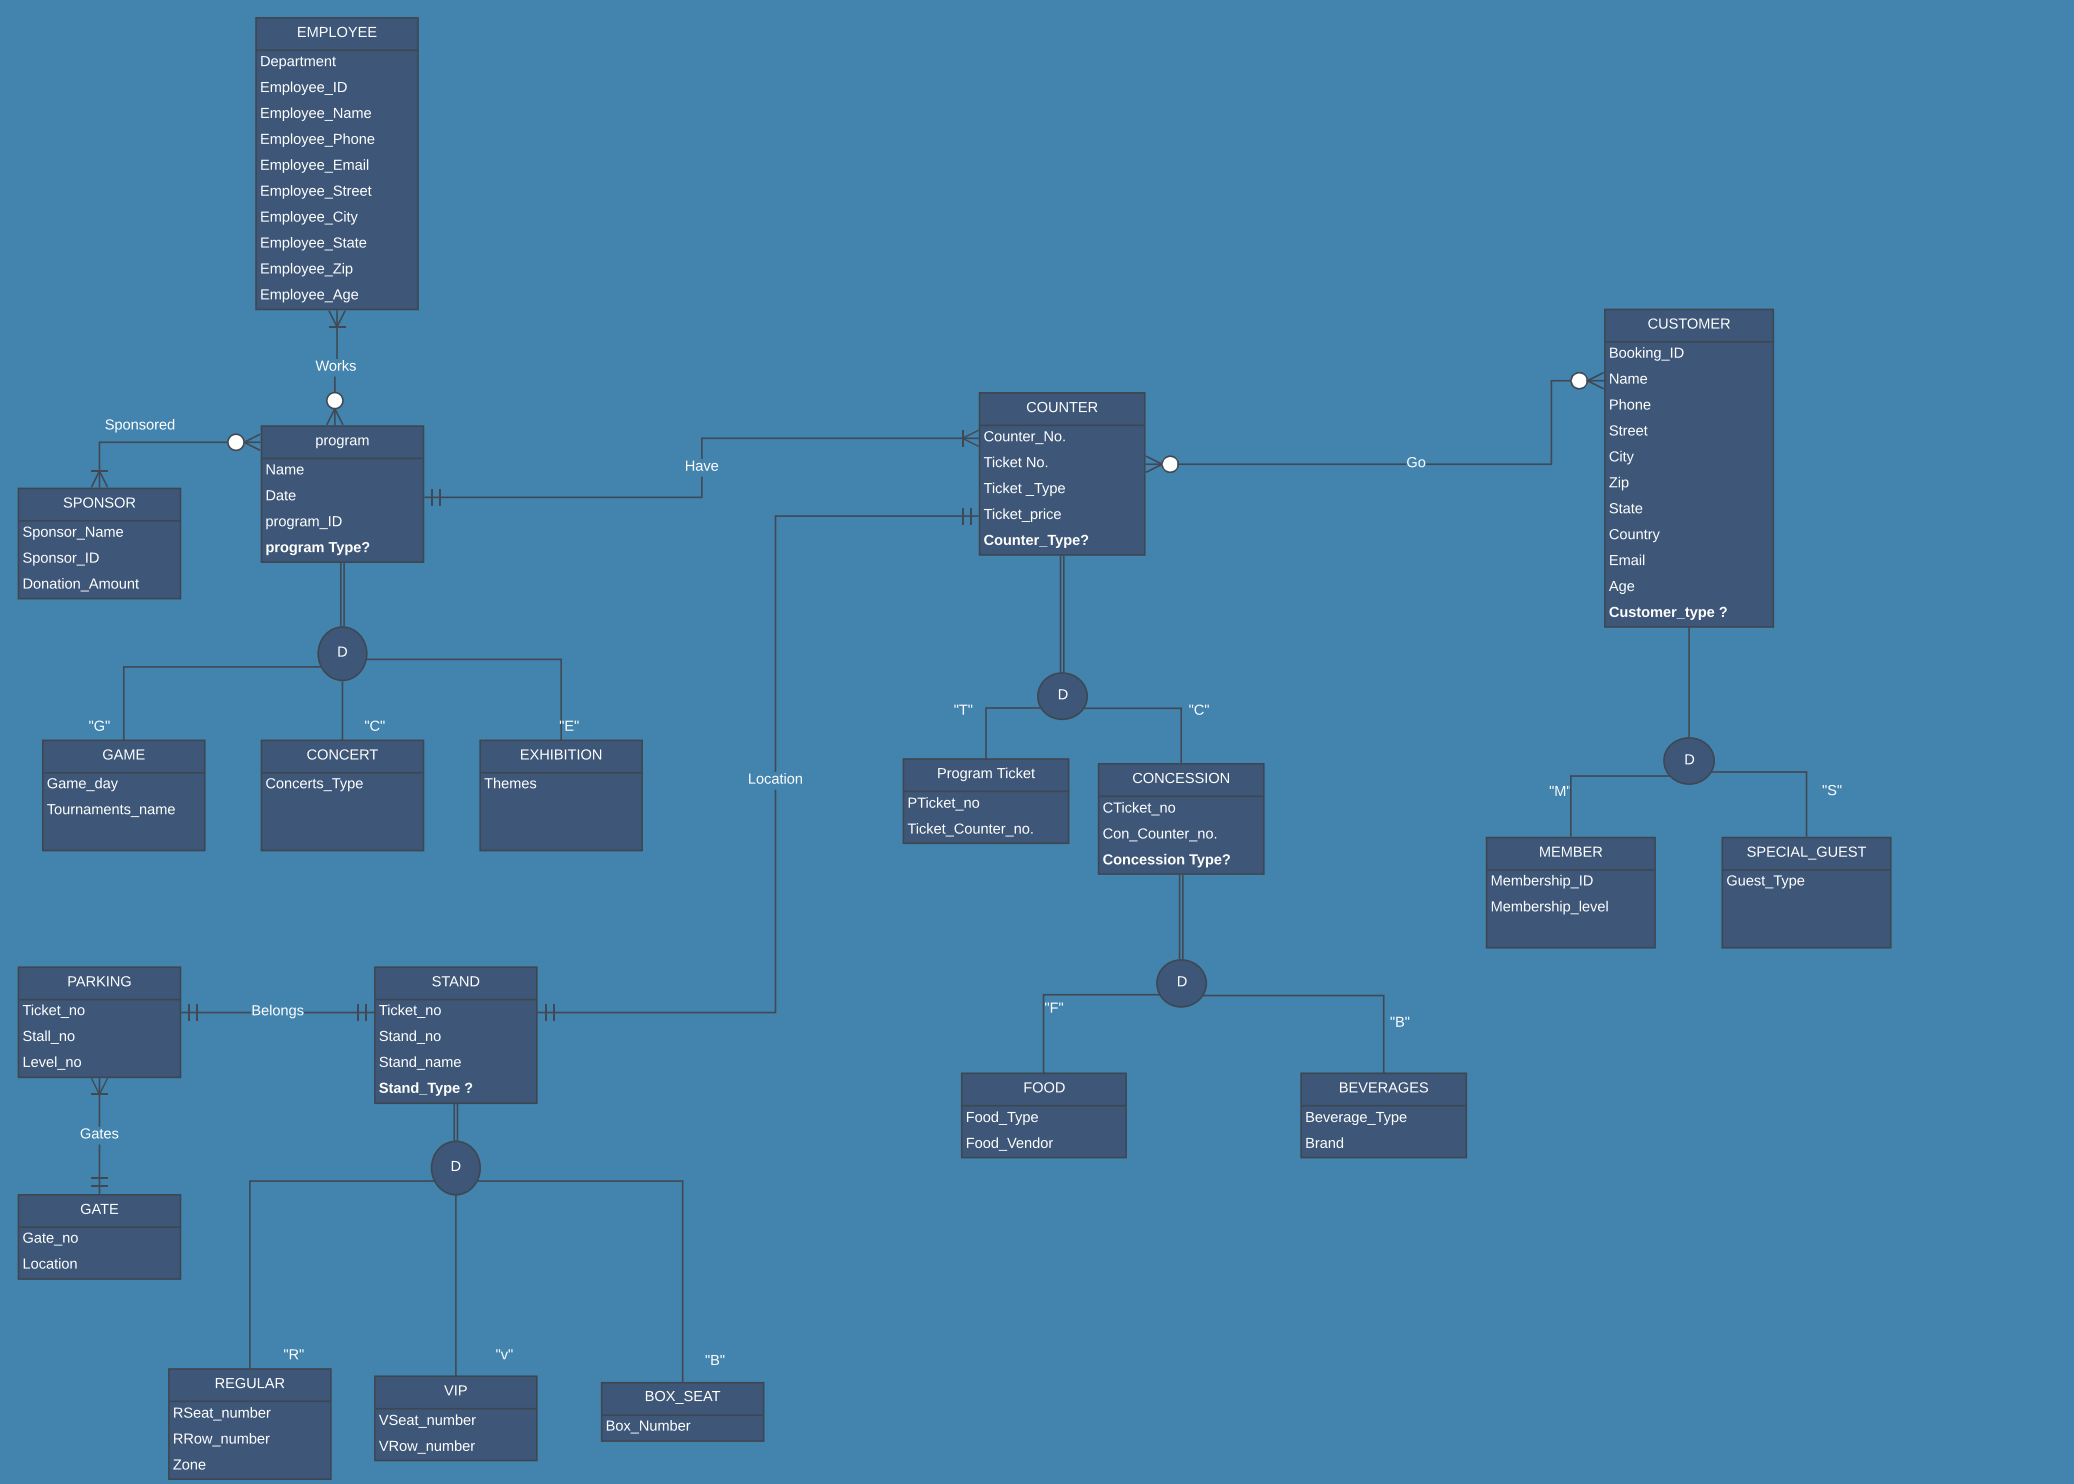 EMPLOYEE
Department
Employee_ID
Employee_Name
Employee_Phone
Employee_Email
Employee_Street
Employee_City
Employee_State
Employee_Zip
Employee_Age
Works
Sponsored
program
Name
Date
program_ID
program Type?
SPONSOR
Sponsor_Name
Sponsor_ID
Donation_Amount
D
"G"
"C"
"E"
GAME
Game_day
Tournaments_name
CONCERT
Concerts_Type
EXHIBITION
Themes
Have
COUNTER
Counter_No.
Ticket No.
Ticket _Type
Ticket_price
Counter_Type?
Go
CUSTOMER
Booking_ID
Name
Phone
Street
City
Zip
State
Country
Email
Age
Customer_type ?
D
"T"
"C"
Program Ticket
PTicket_no
Ticket_Counter_no.
CONCESSION
CTicket_no
Con_Counter_no.
Concession Type?
Location
D
"M"
"S"
MEMBER
Membership_ID
Membership_level
SPECIAL_GUEST
Guest_Type
D
"F"
"B"
FOOD
Food_Type
Food_Vendor
BEVERAGES
Beverage_Type
Brand
PARKING
Ticket_no
Stall_no
Level_no
Belongs
STAND
Ticket_no
Stand_no
Stand_name
Stand_Type ?
Gates
GATE
Gate_no
Location
D
"R"
"v"
"B"
REGULAR
RSeat_number
RRow_number
Zone
VIP
VSeat_number
VRow_number
BOX_SEAT
Box_Number